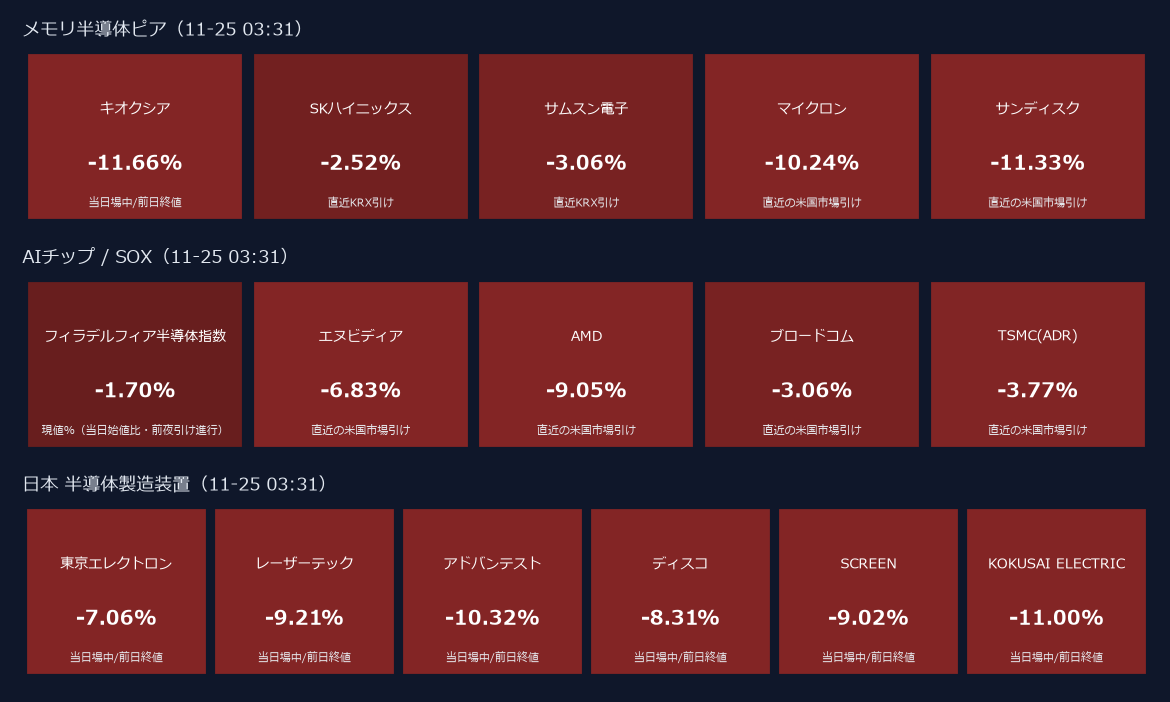 メモリ半導体ピア（11-25 03:31）
キオクシア
-11.66%
当日場中/前日終値
SKハイニックス
-2.52%
直近KRX引け
サムスン電子
-3.06%
直近KRX引け
マイクロン
-10.24%
直近の米国市場引け
サンディスク
-11.33%
直近の米国市場引け
AIチップ / SOX（11-25 03:31）
フィラデルフィア半導体指数
-1.70%
現値%（当日始値比・前夜引け進行）
エヌビディア
-6.83%
直近の米国市場引け
AMD
-9.05%
直近の米国市場引け
ブロードコム
-3.06%
直近の米国市場引け
TSMC(ADR)
-3.77%
直近の米国市場引け
日本 半導体製造装置（11-25 03:31）
東京エレクトロン
-7.06%
当日場中/前日終値
レーザーテック
-9.21%
当日場中/前日終値
アドバンテスト
-10.32%
当日場中/前日終値
ディスコ
-8.31%
当日場中/前日終値
SCREEN
-9.02%
当日場中/前日終値
KOKUSAI ELECTRIC
-11.00%
当日場中/前日終値